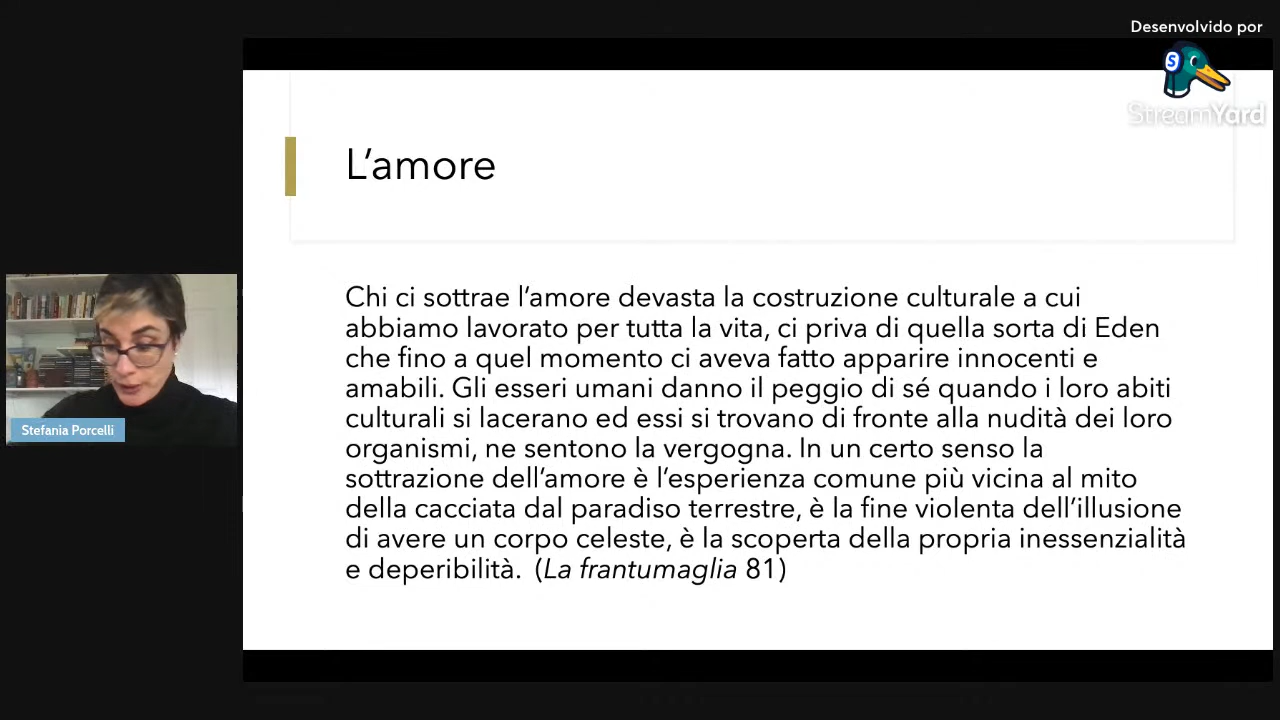 Desenvolvido por
S
StreamYard
L’amore
Chi ci sottrae l’amore devasta la costruzione culturale a cui
abbiamo lavorato per tutta la vita, ci priva di quella sorta di Eden
che fino a quel momento ci aveva fatto apparire innocenti e
amabili. Gli esseri umani danno il peggio di sé quando i loro abiti
culturali si lacerano ed essi si trovano di fronte alla nudità dei loro
organismi, ne sentono la vergogna. In un certo senso la
sottrazione dell’amore è l’esperienza comune più vicina al mito
della cacciata dal paradiso terrestre, è la fine violenta dell’illusione
di avere un corpo celeste, è la scoperta della propria inessenzialità
e deperibilità. (La frantumaglia 81)
Stefania Porcelli